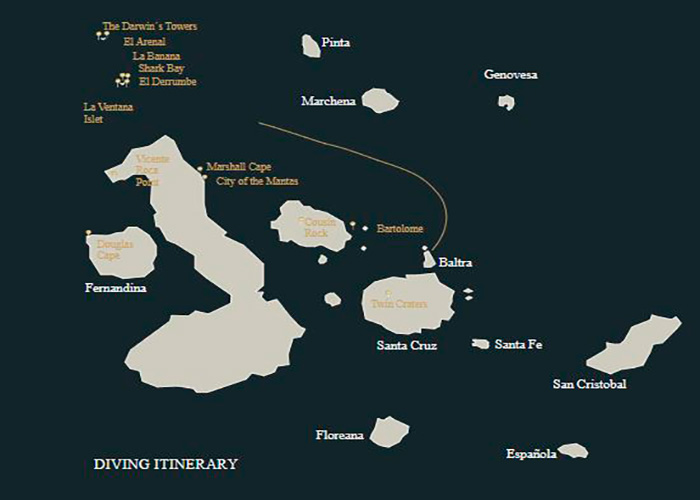 The Darwin´s Towers
El Arenal
La Banana
Shark Bay
El Derrumbe
La Ventana
Islet
Pinta
Marchena
Genovesa
Vicente
Roca
Point
Marshall Cape
City of the Mantas
Cousin
Rock
Bartolome
Douglas
Cape
Fernandina
Baltra
Twin Craters
Santa Cruz
Santa Fe
San Cristobal
Floreana
Española
DIVING ITINERARY